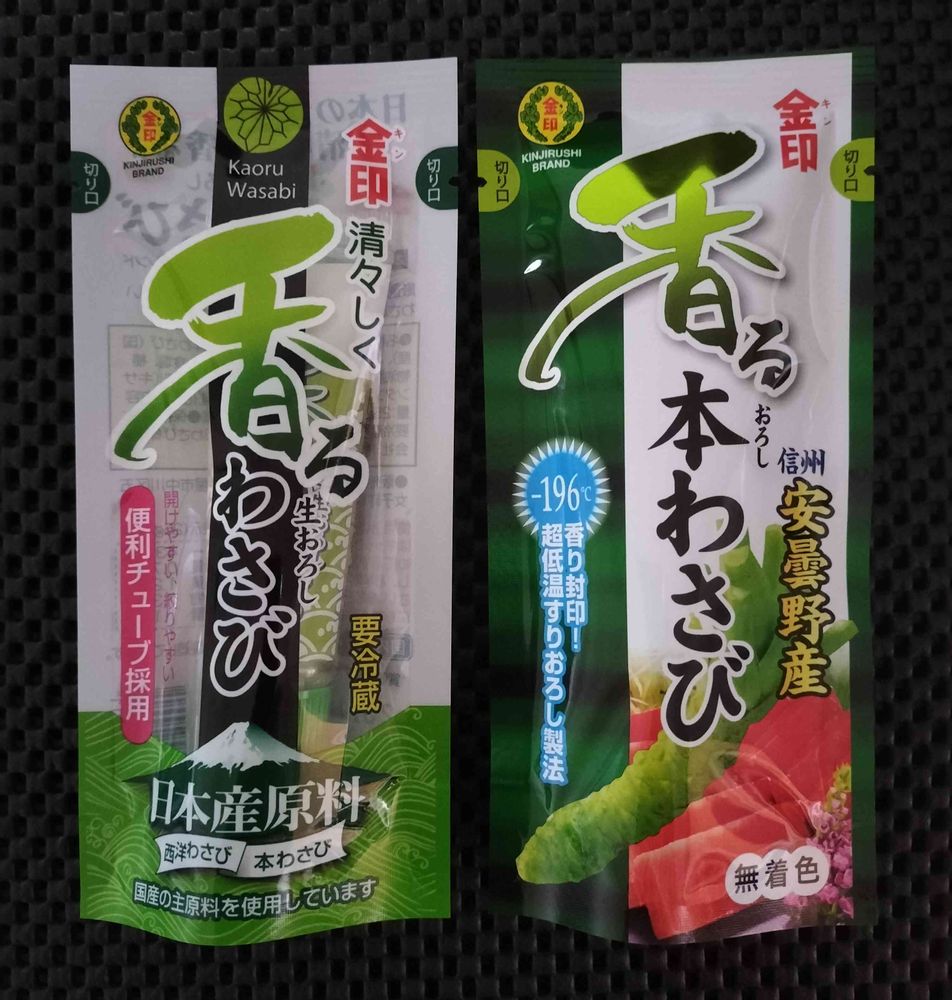 金印
KINJIRUSHI
BRAND
Kaoru
Wasabi
キン
金印
切り口
切り口
清々しく
香る
生おろし
わさび
開けやすい、絞りやすい
便利チューブ採用
要冷蔵
日本産原料
西洋わさび
本わさび
国産の主原料を使用しています
金印
KINJIRUSHI
BRAND
キン
金印
切り口
切り口
香る
おろし
本わさび
信州
安曇野産
-196℃
香り封印！
超低温すりおろし製法
無着色